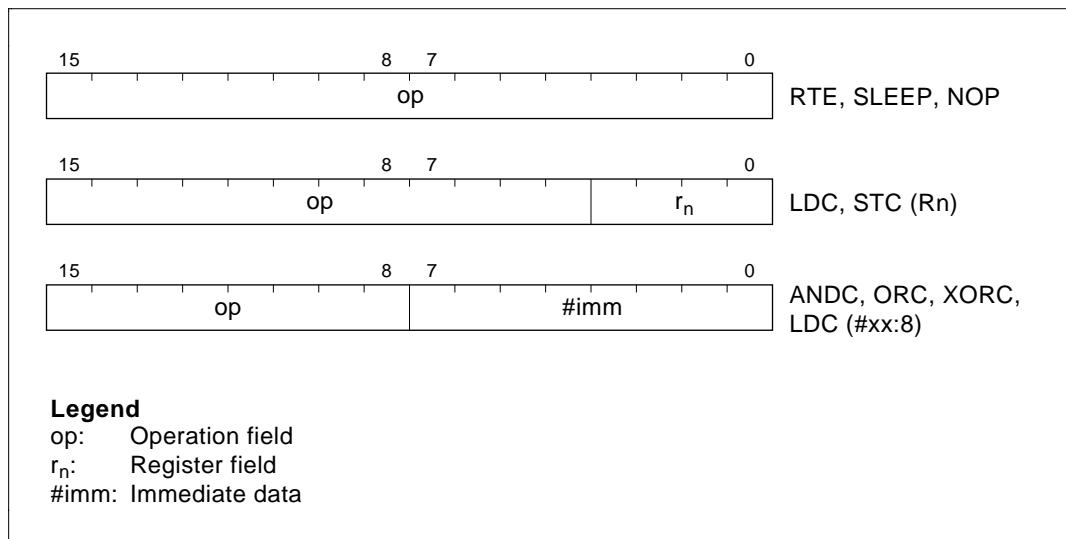 15 8 7 0
op RTE, SLEEP, NOP
15 8 7 0
op rn LDC, STC (Rn)
15 8 7 0
op #imm ANDC, ORC, XORC,
LDC (#xx:8)
Legend
op: Operation field
rn: Register field
#imm: Immediate data